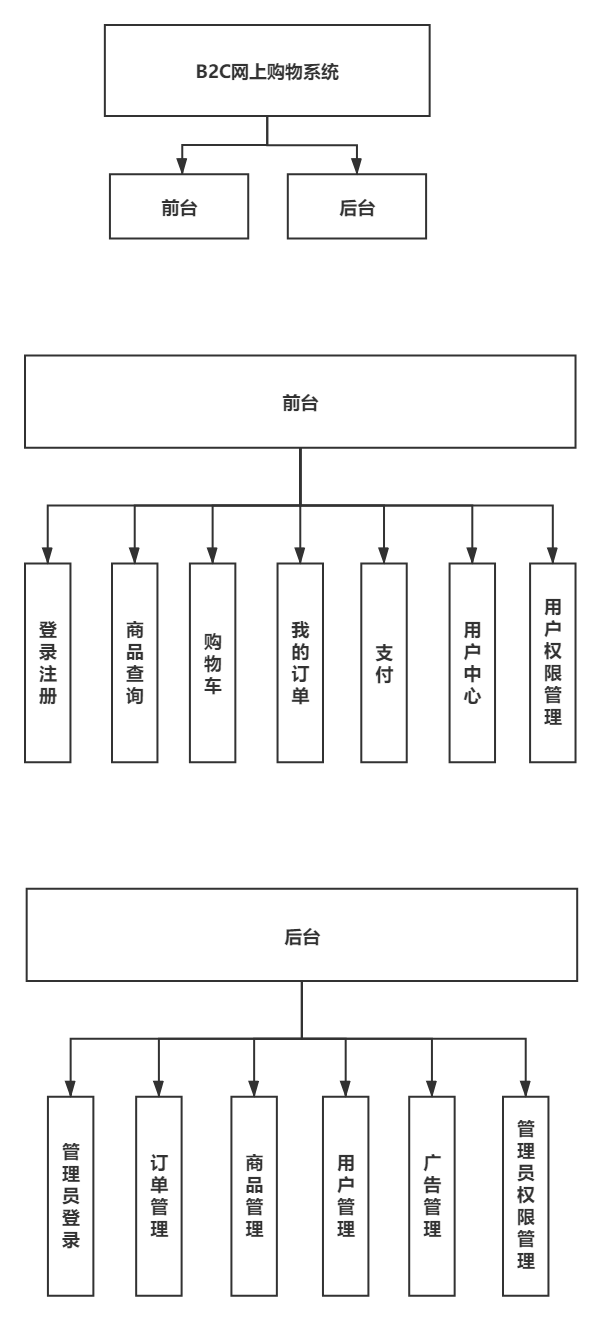 B2C网上购物系统
前台
后台
前台
登录注册
商品查询
购物车
我的订单
支付
用户中心
用户权限管理
后台
管理员登录
订单管理
商品管理
用户管理
广告管理
管理员权限管理